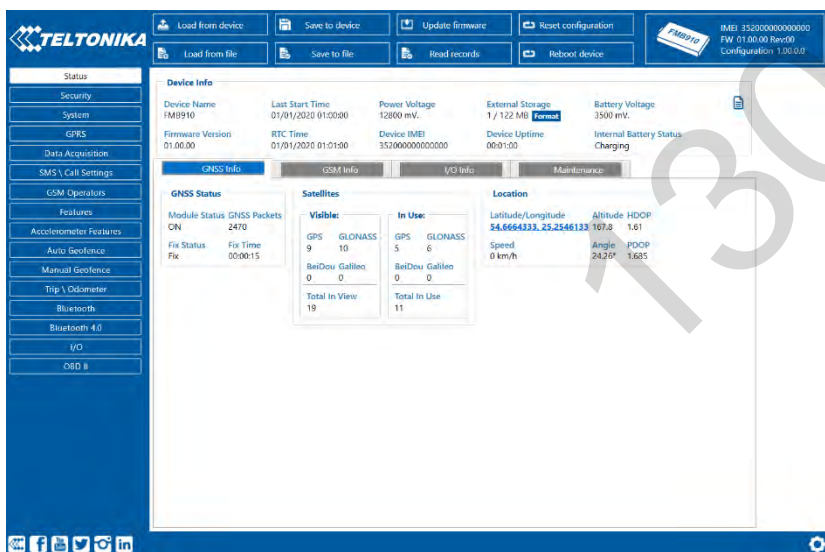 TELTONIKA
Load from device
Save to device
Update firmware
Reset configuration
Load from file
Save to file
Read records
Reboot device
FMB910
IMEI 352000000000000
FW 01.00.00 Rev:00
Configuration 1.00.0.0
Status
Security
System
GPRS
Data Acquisition
SMS \ Call Settings
GSM Operators
Features
Accelerometer Features
Auto Geofence
Manual Geofence
Trip \ Odometer
Bluetooth
Bluetooth 4.0
I/O
OBD II
Device Info
Device Name Last Start Time Power Voltage External Storage Battery Voltage
FMB910 01/01/2020 01:00:00 12800 mV. 1 / 122 MB Format 3500 mV.
Firmware Version RTC Time Device IMEI Device Uptime Internal Battery Status
01.00.00 01/01/2020 01:01:00 352000000000000 00:01:00 Charging
GNSS Info GSM Info I/O Info Maintenance
GNSS Status
Module Status GNSS Packets
ON 2470
Fix Status Fix Time
Fix 00:00:15
Satellites
Visible:
GPS GLONASS
9 10
BeiDou Galileo
0 0
Total In View
19
In Use:
GPS GLONASS
5 6
BeiDou Galileo
0 0
Total In Use
11
Location
Latitude/Longitude Altitude HDOP
54.6664333, 25.2546133 167.8 1.61
Speed Angle PDOP
0 km/h 24.26° 1.685
130